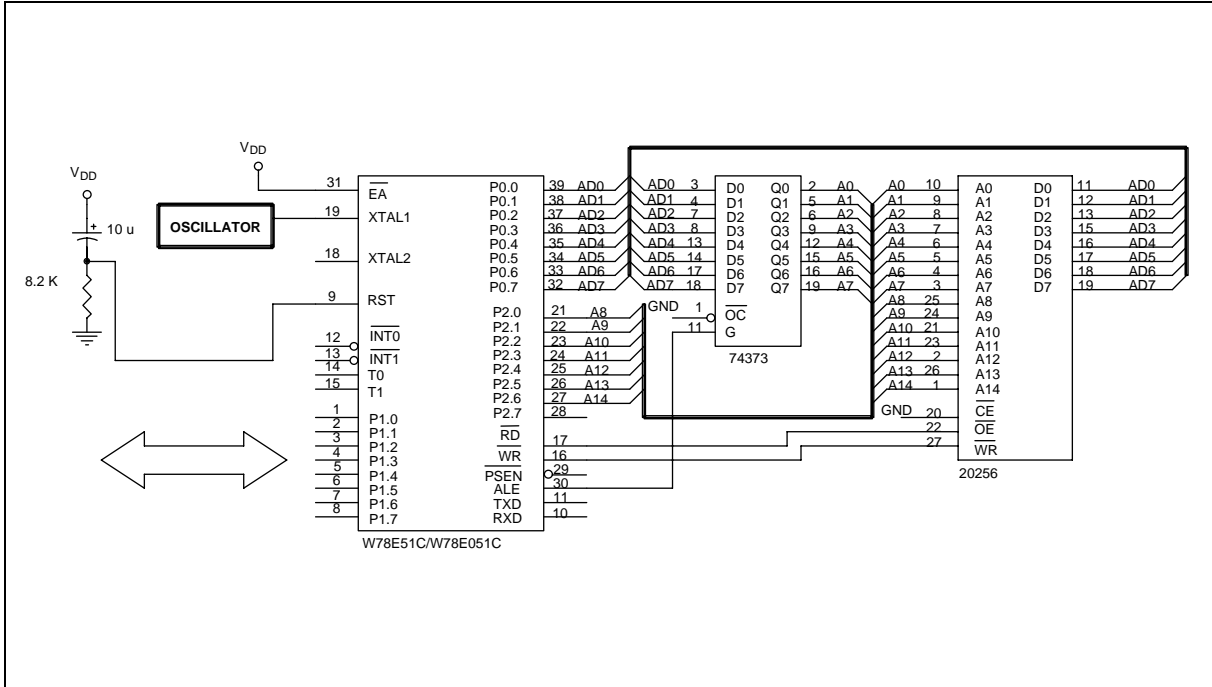 VDD
10 u
8.2 K
VDD
OSCILLATOR
31 EA
19 XTAL1
18 XTAL2
9 RST
12 INT0
13 INT1
14 T0
15 T1
1 P1.0
2 P1.1
3 P1.2
4 P1.3
5 P1.4
6 P1.5
7 P1.6
8 P1.7
P0.0 39 AD0
P0.1 38 AD1
P0.2 37 AD2
P0.3 36 AD3
P0.4 35 AD4
P0.5 34 AD5
P0.6 33 AD6
P0.7 32 AD7
P2.0 21 A8
P2.1 22 A9
P2.2 23 A10
P2.3 24 A11
P2.4 25 A12
P2.5 26 A13
P2.6 27 A14
P2.7 28
RD 17
WR 16
PSEN 29
ALE 30
TXD 11
RXD 10
W78E51C/W78E051C
AD0 3 D0 Q0 2 A0
AD1 4 D1 Q1 5 A1
AD2 7 D2 Q2 6 A2
AD3 8 D3 Q3 9 A3
AD4 13 D4 Q4 12 A4
AD5 14 D5 Q5 15 A5
AD6 17 D6 Q6 16 A6
AD7 18 D7 Q7 19 A7
GND 1 OC
11 G
74373
A0 10 A0 D0 11 AD0
A1 9 A1 D1 12 AD1
A2 8 A2 D2 13 AD2
A3 7 A3 D3 15 AD3
A4 6 A4 D4 16 AD4
A5 5 A5 D5 17 AD5
A6 4 A6 D6 18 AD6
A7 3 A7 D7 19 AD7
A8 25 A8
A9 24 A9
A10 21 A10
A11 23 A11
A12 2 A12
A13 26 A13
A14 1 A14
GND 20 CE
22 OE
27 WR
20256